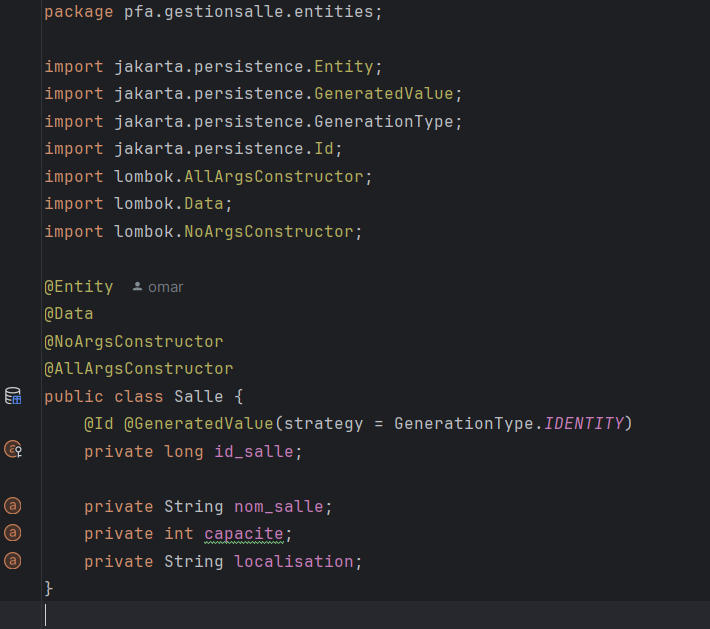 package pfa.gestionsalle.entities;
import jakarta.persistence.Entity;
import jakarta.persistence.GeneratedValue;
import jakarta.persistence.GenerationType;
import jakarta.persistence.Id;
import lombok.AllArgsConstructor;
import lombok.Data;
import lombok.NoArgsConstructor;
@Entity omar
@Data
@NoArgsConstructor
@AllArgsConstructor
public class Salle {
@Id @GeneratedValue(strategy = GenerationType.IDENTITY)
private long id_salle;
private String nom_salle;
private int capacite;
private String localisation;
}